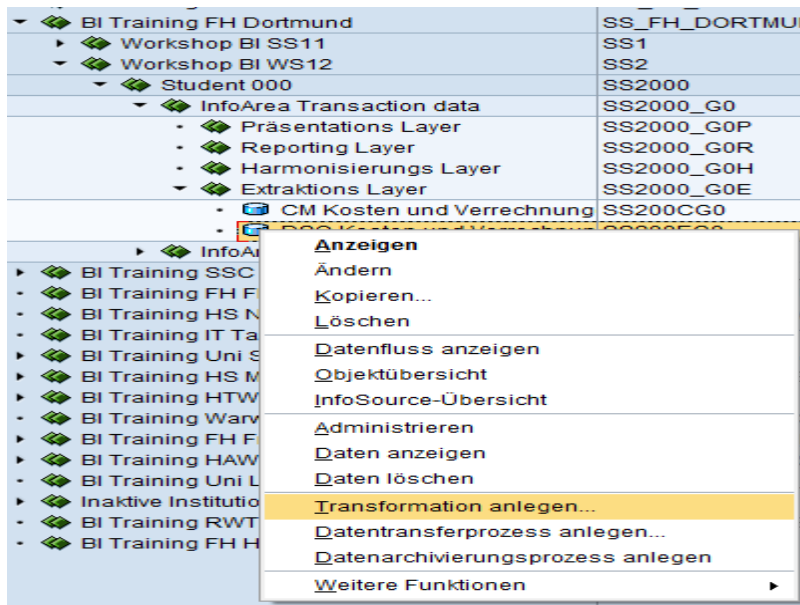 BI Training FH Dortmund SS_FH_DORTMU
Workshop BI SS11 SS1
Workshop BI WS12 SS2
Student 000 SS2000
InfoArea Transaction data SS2000_G0
Präsentations Layer SS2000_G0P
Reporting Layer SS2000_G0R
Harmonisierungs Layer SS2000_G0H
Extraktions Layer SS2000_G0E
CM Kosten und Verrechnung SS200CG0
InfoAr
BI Training SSC
BI Training FH F
BI Training HS N
BI Training IT Ta
BI Training Uni S
BI Training HS M
BI Training HTW
BI Training Warw
BI Training FH F
BI Training HAW
BI Training Uni L
Inaktive Institutio
BI Training RWT
BI Training FH H
Anzeigen
Ändern
Kopieren...
Löschen
Datenfluss anzeigen
Objektübersicht
InfoSource-Übersicht
Administrieren
Daten anzeigen
Daten löschen
Transformation anlegen...
Datentransferprozess anlegen...
Datenarchivierungsprozess anlegen
Weitere Funktionen